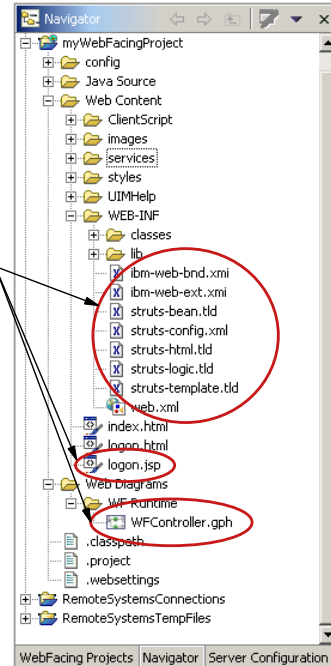 Navigator
myWebFacingProject
config
Java Source
Web Content
ClientScript
images
services
styles
UIMHelp
WEB-INF
classes
lib
ibm-web-bnd.xmi
ibm-web-ext.xmi
struts-bean.tld
struts-config.xml
struts-html.tld
struts-logic.tld
struts-template.tld
web.xml
index.html
logon.html
logon.jsp
Web Diagrams
WF Runtime
WFController.gph
.classpath
.project
.websettings
RemoteSystemsConnections
RemoteSystemsTempFiles
WebFacing Projects Navigator Server Configuration